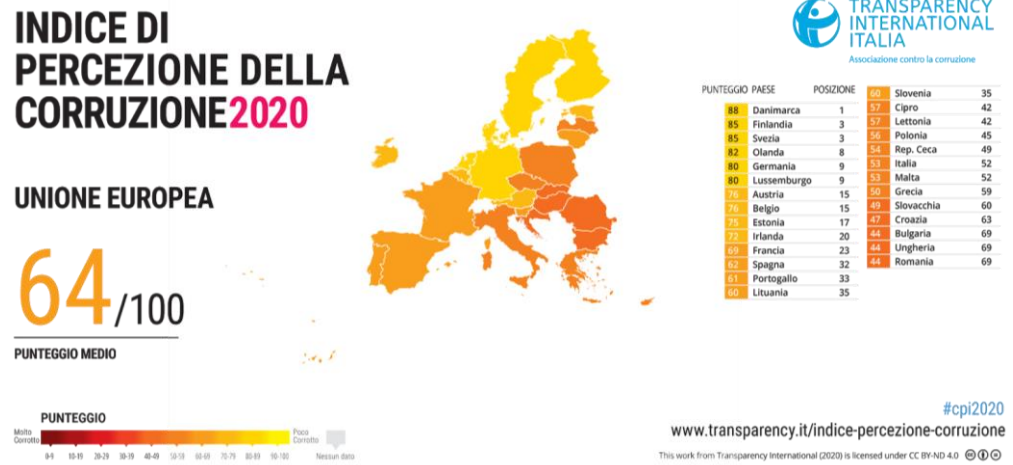 INDICE DI
PERCEZIONE DELLA
CORRUZIONE2020
TRANSPARENCY
INTERNATIONAL
ITALIA
Associazione contro la corruzione
UNIONE EUROPEA
64/100
PUNTEGGIO MEDIO
PUNTEGGIO PAESE POSIZIONE
88 Danimarca 1
85 Finlandia 3
85 Svezia 3
82 Olanda 8
80 Germania 9
80 Lussemburgo 9
76 Austria 15
76 Belgio 15
75 Estonia 17
72 Irlanda 20
69 Francia 23
62 Spagna 32
61 Portogallo 33
60 Lituania 35
60 Slovenia 35
57 Cipro 42
57 Lettonia 42
56 Polonia 45
54 Rep. Ceca 49
53 Italia 52
53 Malta 52
50 Grecia 59
49 Slovacchia 60
47 Croazia 63
44 Bulgaria 69
44 Ungheria 69
44 Romania 69
PUNTEGGIO
Molto
Corrotto
Poco
Corrotto
0-9 10-19 20-29 30-39 40-49 50-59 60-69 70-79 80-89 90-100 Nessun dato
#cpi2020
www.transparency.it/indice-percezione-corruzione
This work from Transparency International (2020) is licensed under CC BY-ND 4.0